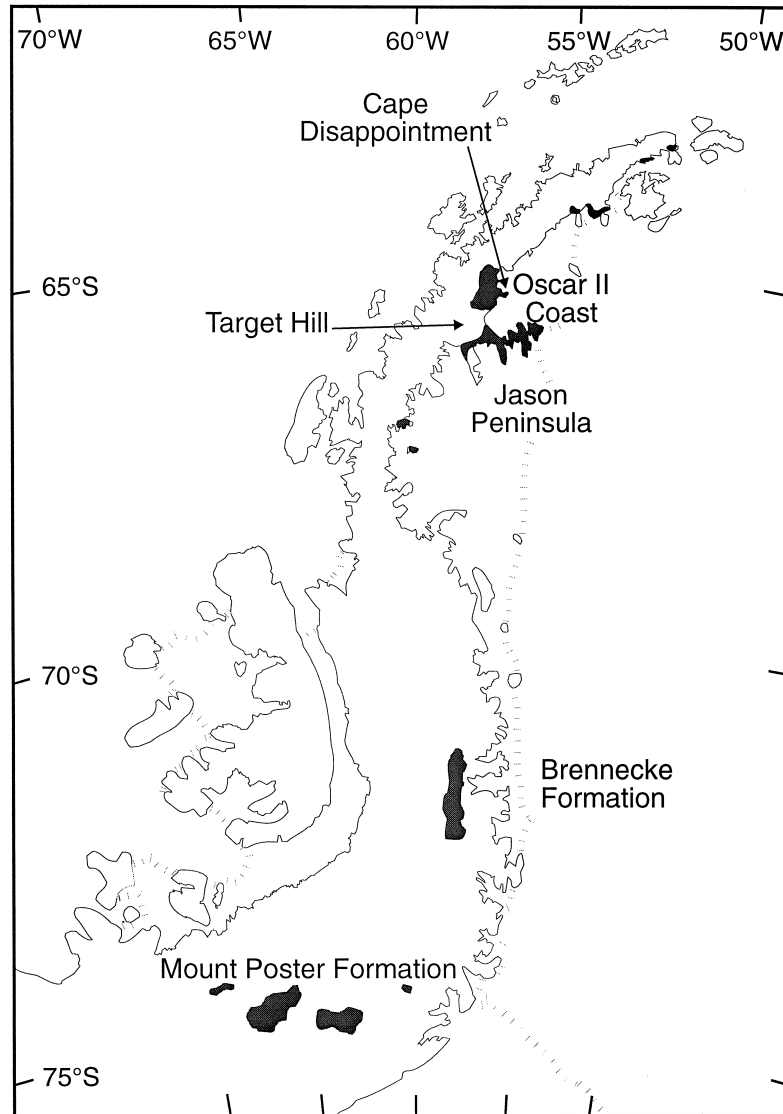 70°W 65°W 60°W 55°W 50°W
Cape
Disappointment
65°S
Oscar II
Coast
Target Hill
Jason
Peninsula
70°S
Brennecke
Formation
Mount Poster Formation
75°S